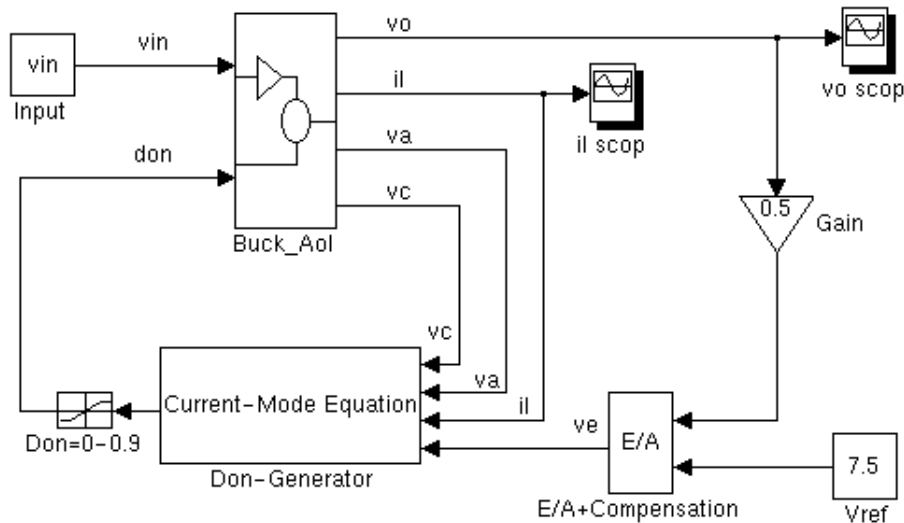 vo
vin
vin
Input
il
vo scop
il scop
va
don
vc
0.5
Gain
Buck_Aol
vc
va
Current-Mode Equation
il
ve
E/A
Don=0-0.9
7.5
Don-Generator
E/A+Compensation
Vref